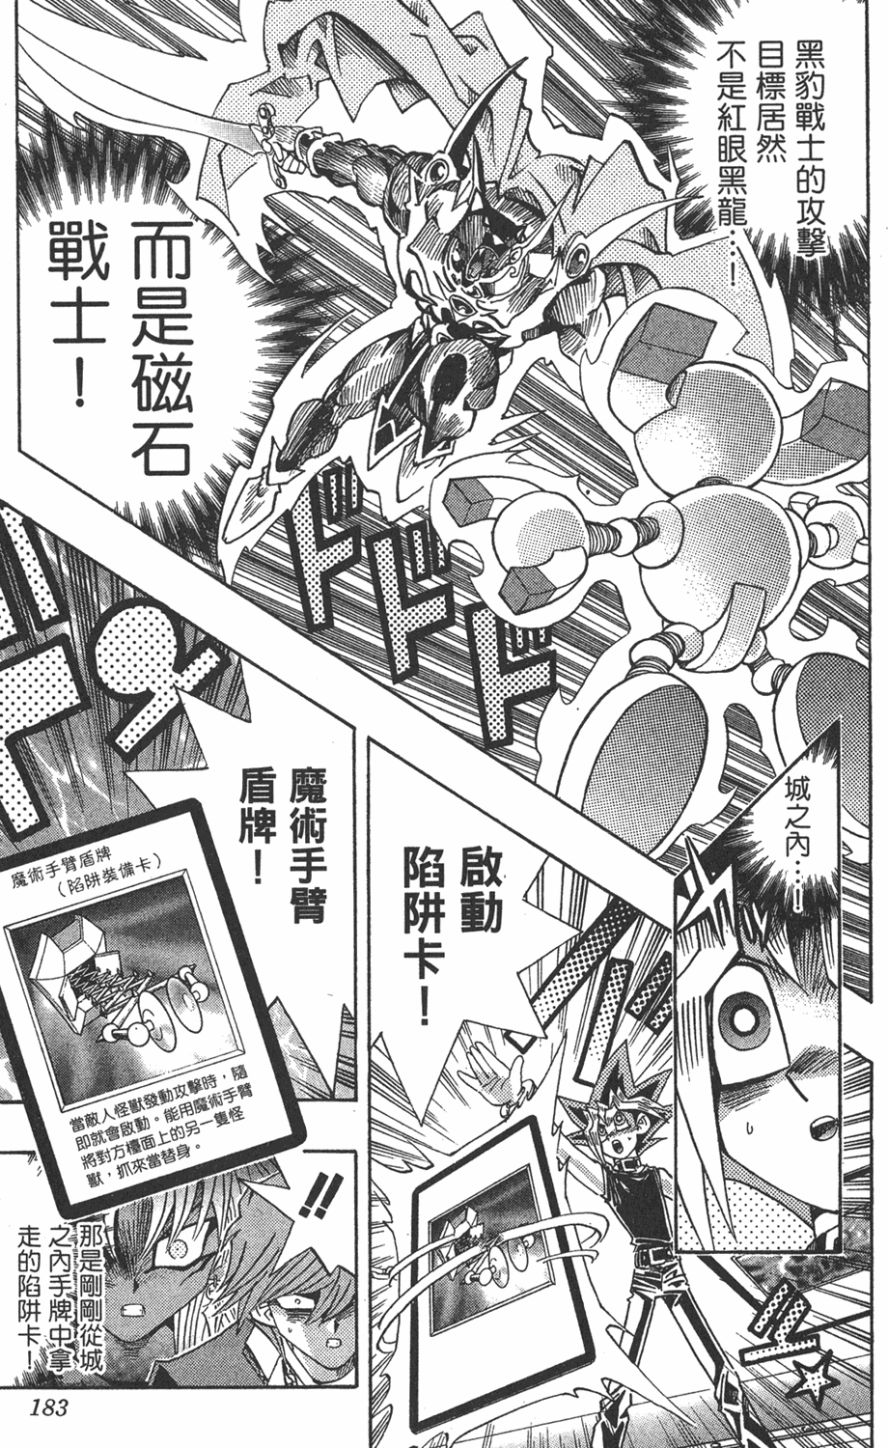 黑豹戰士的攻擊
目標居然
不是紅眼黑龍…！
而是磁石
戰士！
ドドド
城之內…！
啟動
陷阱卡！
魔術手臂
盾牌！
魔術手臂盾牌
（陷阱裝備卡）
當敵人怪獸發動攻擊時，隨
即就會啟動。能用魔術手臂
將對方檯面上的另一隻怪
獸，抓來當替身。
!!
那是剛剛從城
之內手牌中拿
走的陷阱卡！
183